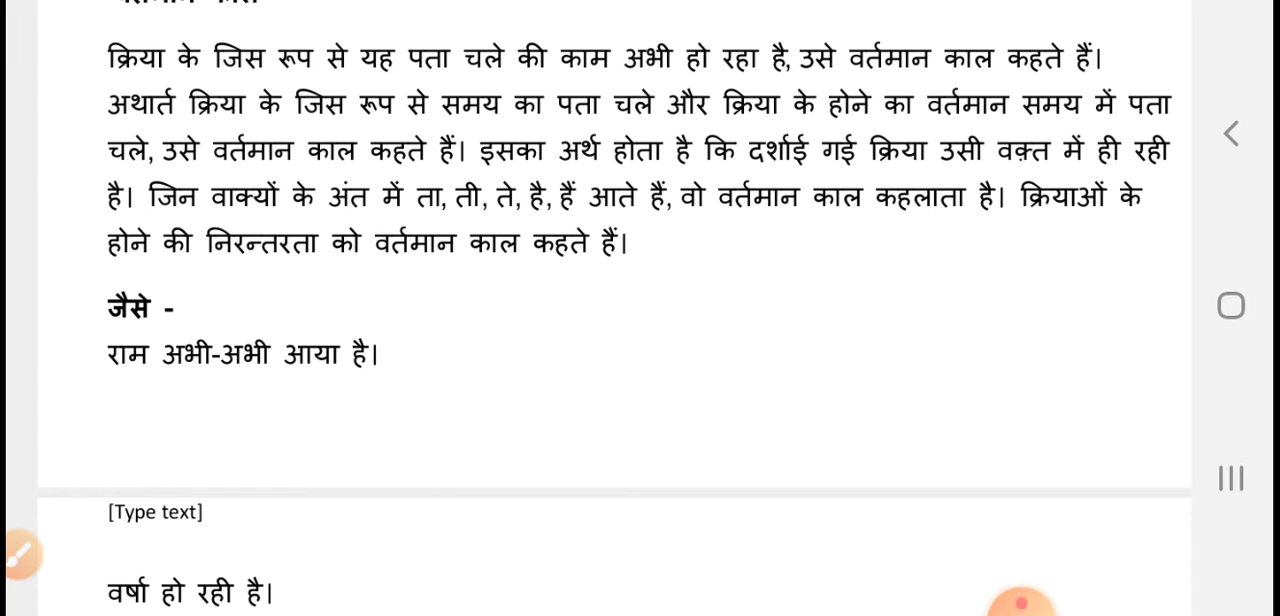 क्रिया के जिस रूप से यह पता चले की काम अभी हो रहा है, उसे वर्तमान काल कहते हैं।
अथार्त क्रिया के जिस रूप से समय का पता चले और क्रिया के होने का वर्तमान समय में पता
चले, उसे वर्तमान काल कहते हैं। इसका अर्थ होता है कि दर्शाई गई क्रिया उसी वक़्त में ही रही
है। जिन वाक्यों के अंत में ता, ती, ते, है, हैं आते हैं, वो वर्तमान काल कहलाता है। क्रियाओं के
होने की निरन्तरता को वर्तमान काल कहते हैं।
जैसे -
राम अभी-अभी आया है।
[Type text]
वर्षा हो रही है।